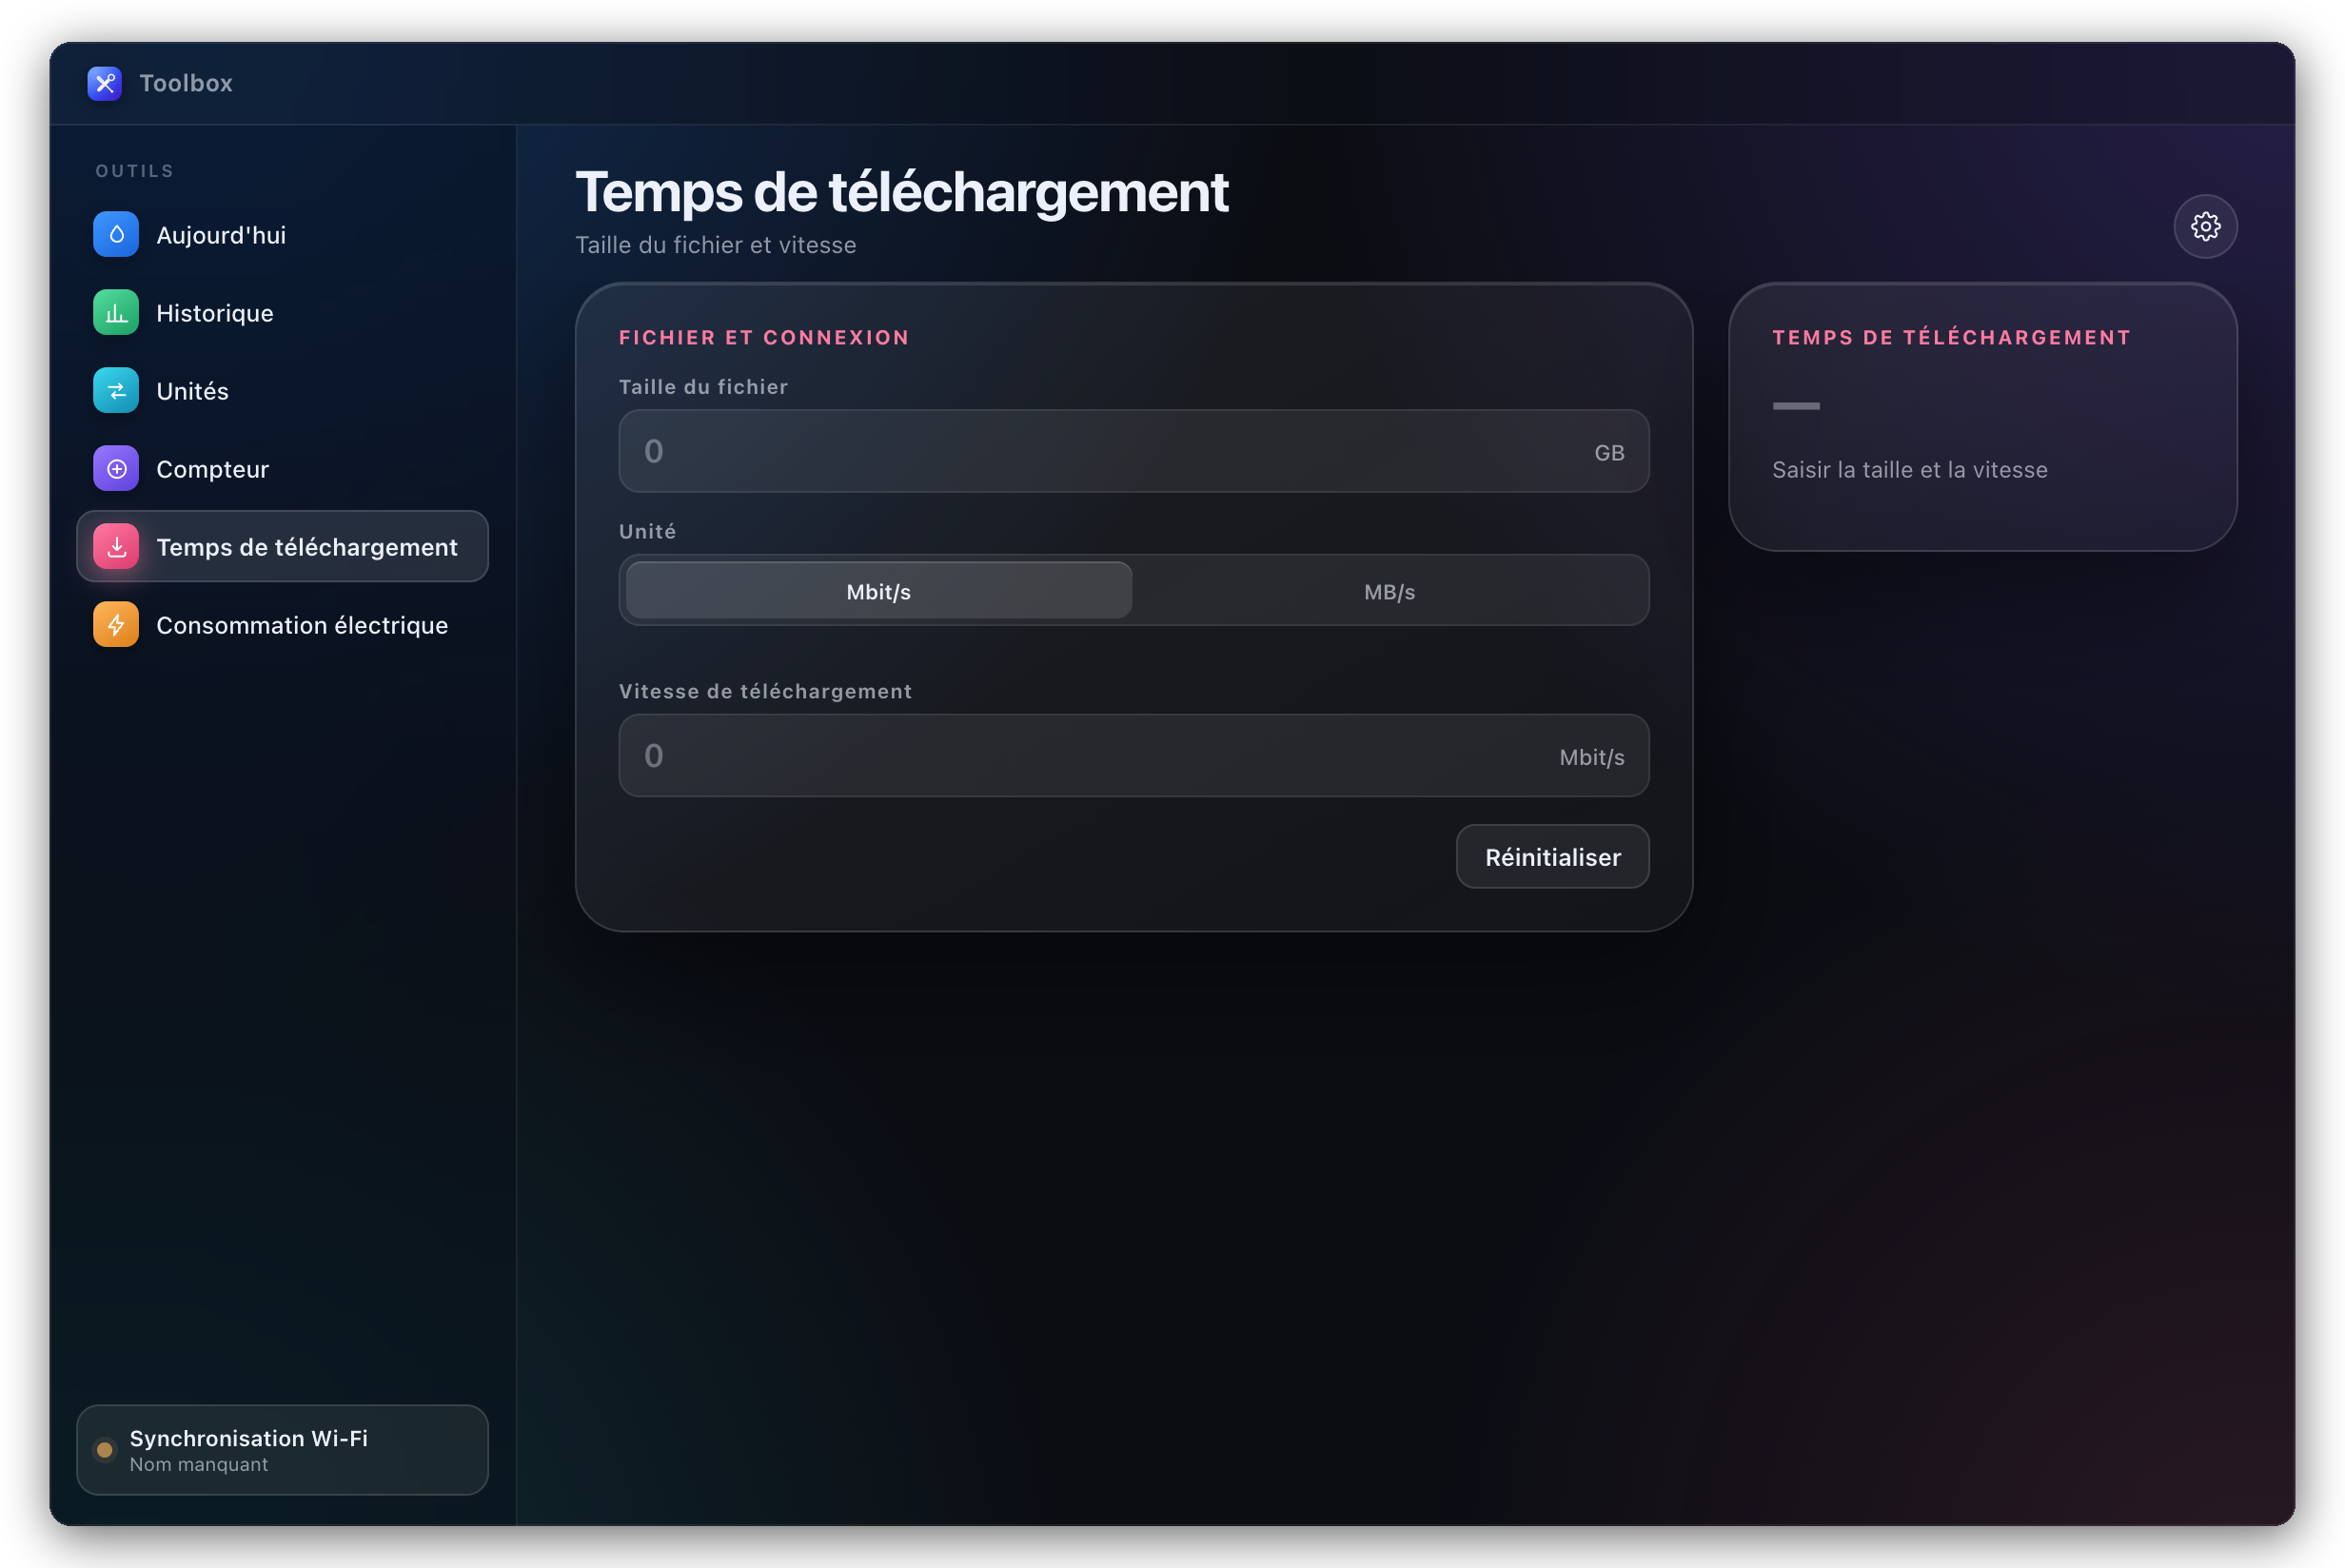 Toolbox
OUTILS
Aujourd'hui
Historique
Unités
Compteur
Temps de téléchargement
Consommation électrique
Synchronisation Wi-Fi
Nom manquant
Temps de téléchargement
Taille du fichier et vitesse
FICHIER ET CONNEXION
Taille du fichier
0 GB
Unité
Mbit/s MB/s
Vitesse de téléchargement
0 Mbit/s
Réinitialiser
TEMPS DE TÉLÉCHARGEMENT
—
Saisir la taille et la vitesse